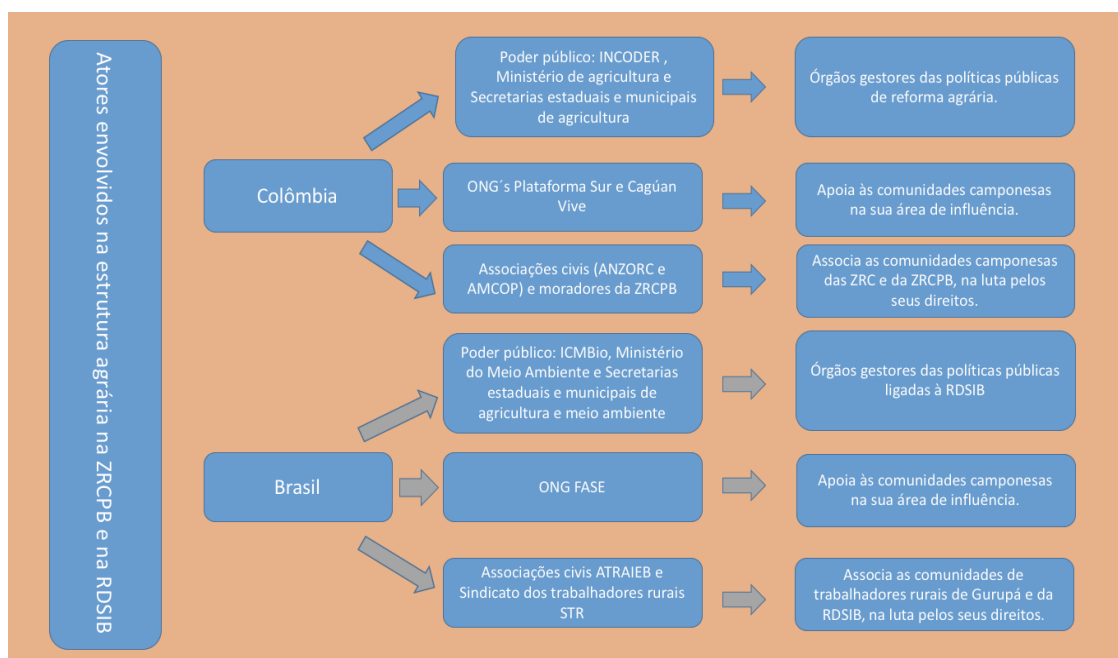 Atores envolvidos na estrutura agrária na ZRCPB e na RDSIB
Colômbia
Poder público: INCODER ,
Ministério de agricultura e
Secretarias estaduais e municipais
de agricultura
Órgãos gestores das políticas públicas
de reforma agrária.
ONG´s Plataforma Sur e Cagúan
Vive
Apoia às comunidades camponesas
na sua área de influência.
Associações civis (ANZORC e
AMCOP) e moradores da ZRCPB
Associa as comunidades camponesas
das ZRC e da ZRCPB, na luta pelos
seus direitos.
Brasil
Poder público: ICMBio, Ministério
do Meio Ambiente e Secretarias
estaduais e municipais de
agricultura e meio ambiente
Órgãos gestores das políticas públicas
ligadas à RDSIB
ONG FASE
Apoia às comunidades camponesas
na sua área de influência.
Associações civis ATRAIEB e
Sindicato dos trabalhadores rurais
STR
Associa as comunidades de
trabalhadores rurais de Gurupá e da
RDSIB, na luta pelos seus direitos.